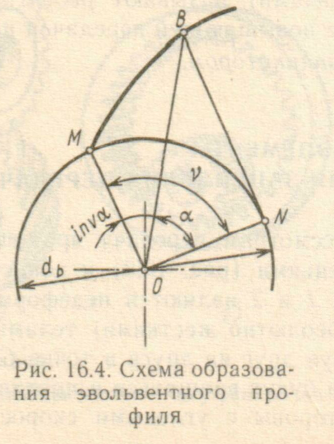 B
M
ν
invα
α
N
d_b
O
Рис. 16.4. Схема образова-
ния эвольвентного про-
филя